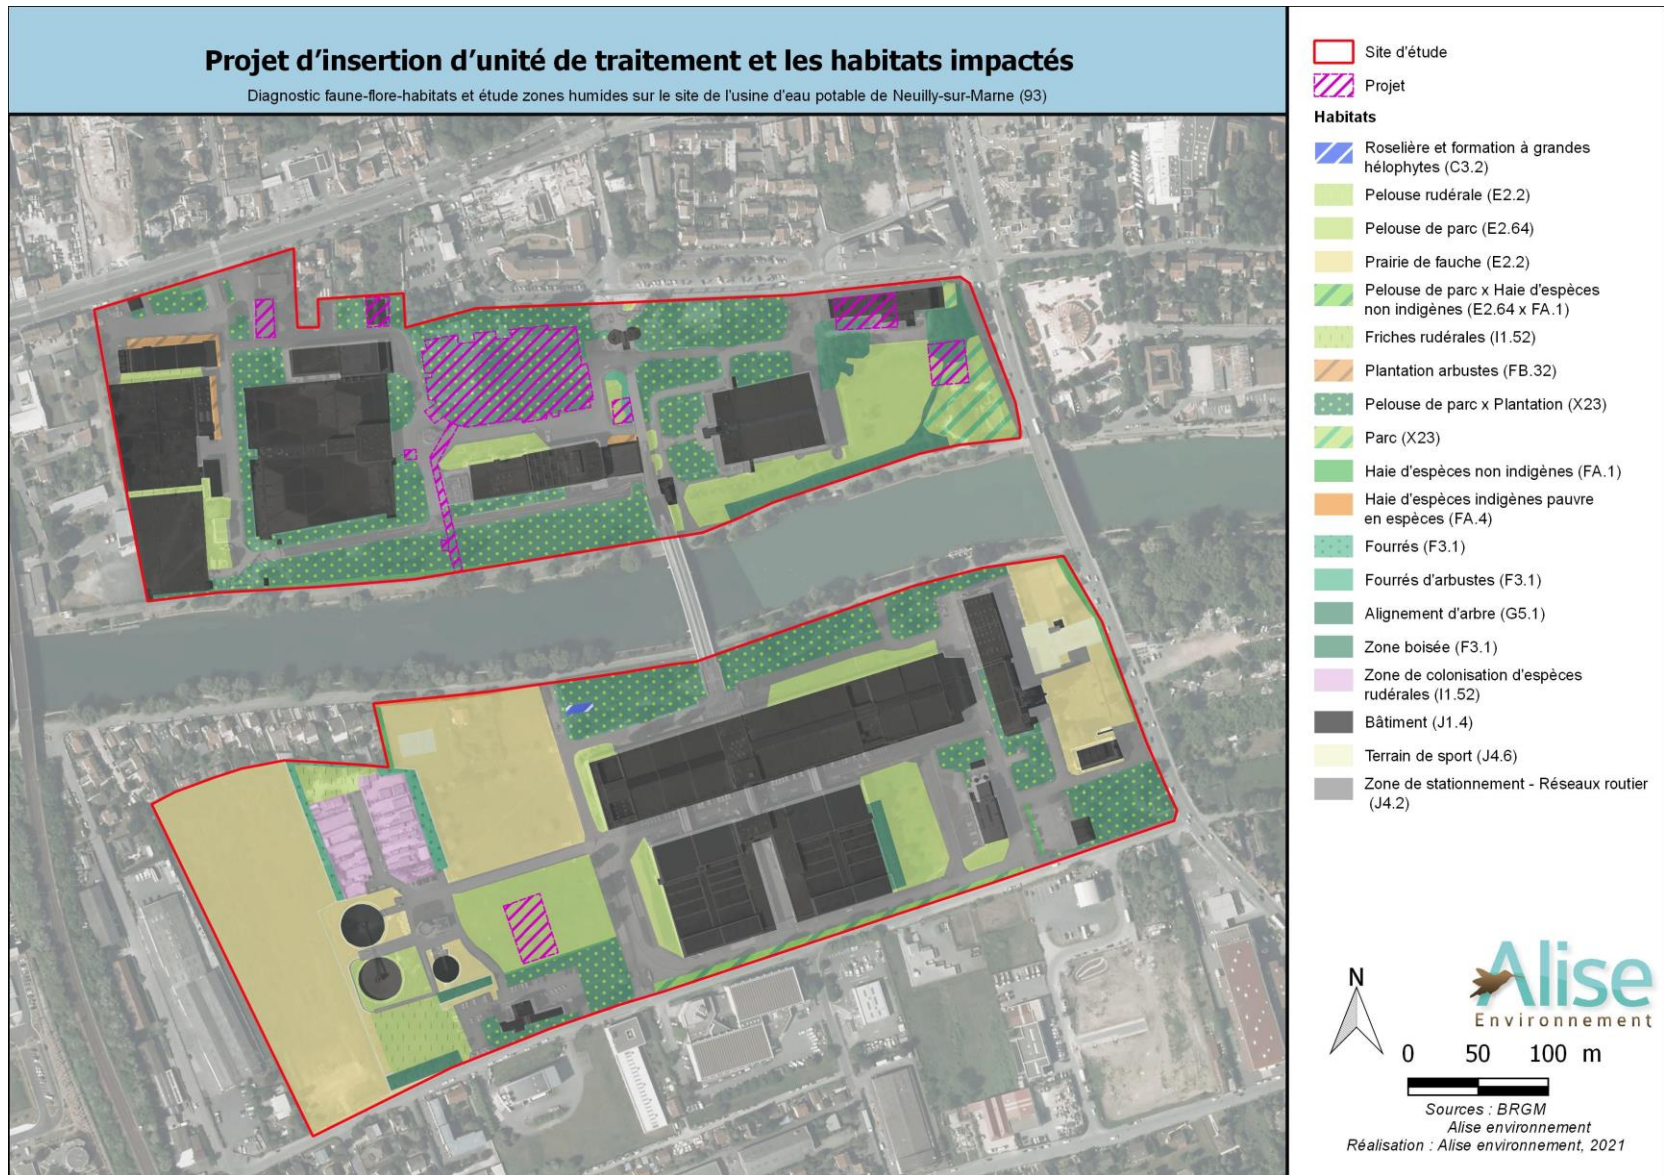 Projet d'insertion d'unité de traitement et les habitats impactés
Diagnostic faune-flore-habitats et étude zones humides sur le site de l'usine d'eau potable de Neuilly-sur-Marne (93)
Site d'étude
Projet
Habitats
Roselière et formation à grandes
hélophytes (C3.2)
Pelouse rudérale (E2.2)
Pelouse de parc (E2.64)
Prairie de fauche (E2.2)
Pelouse de parc x Haie d'espèces
non indigènes (E2.64 x FA.1)
Friches rudérales (I1.52)
Plantation arbustes (FB.32)
Pelouse de parc x Plantation (X23)
Parc (X23)
Haie d'espèces non indigènes (FA.1)
Haie d'espèces indigènes pauvre
en espèces (FA.4)
Fourrés (F3.1)
Fourrés d'arbustes (F3.1)
Alignement d'arbre (G5.1)
Zone boisée (F3.1)
Zone de colonisation d'espèces
rudérales (I1.52)
Bâtiment (J1.4)
Terrain de sport (J4.6)
Zone de stationnement - Réseaux routier
(J4.2)
Alise
Environnement
N
0 50 100 m
Sources : BRGM
Alise environnement
Réalisation : Alise environnement, 2021